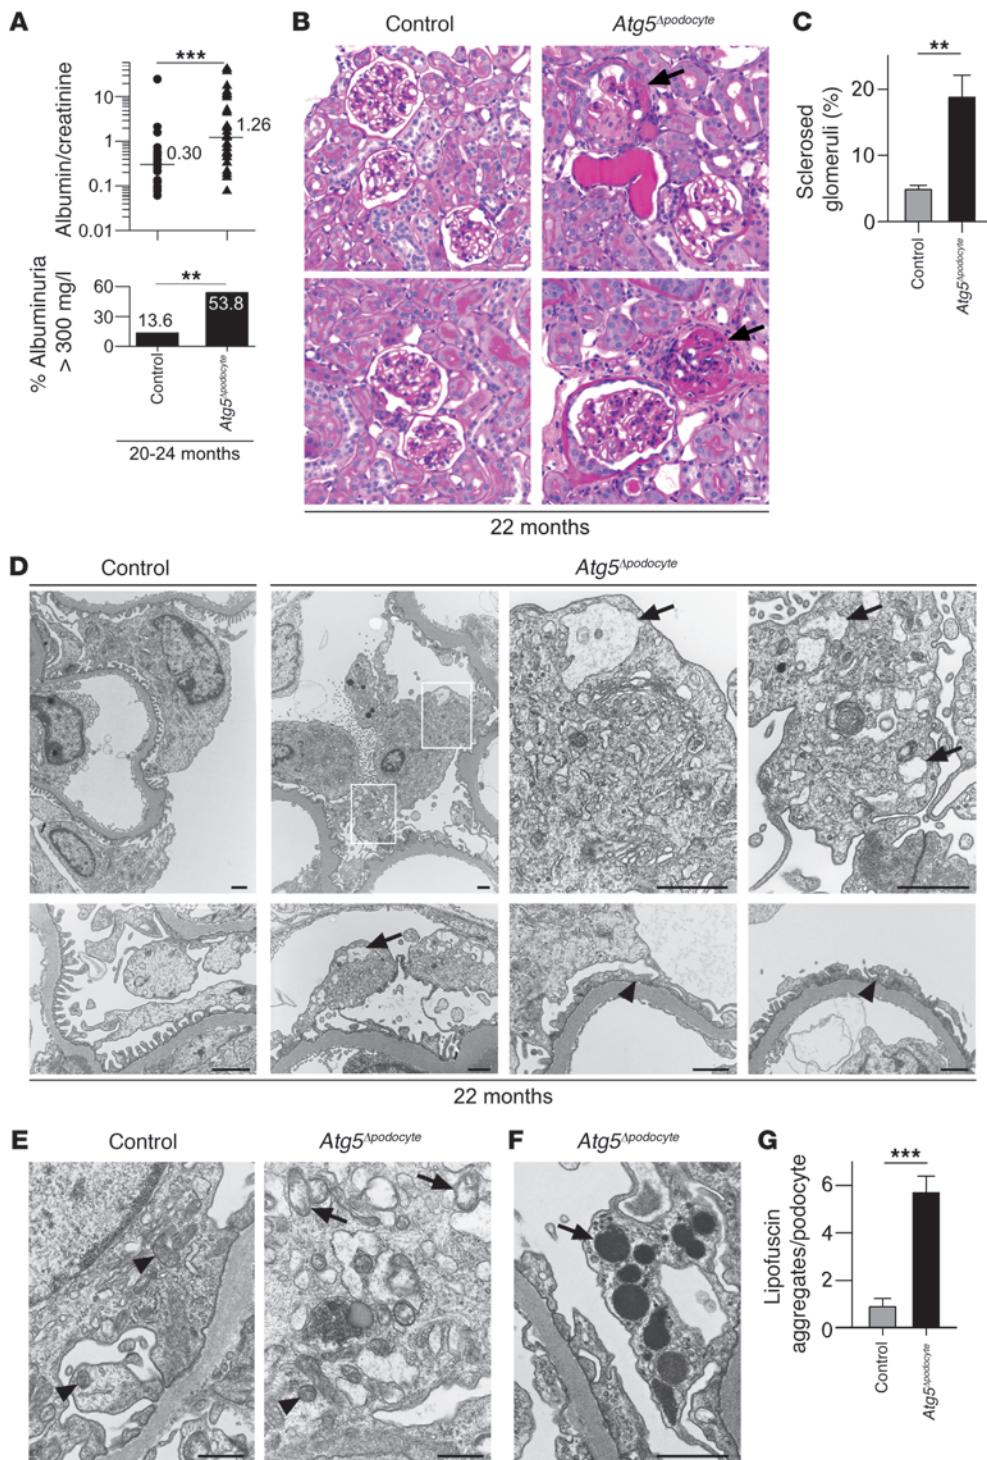 A
***
Albumin/creatinine
10
1
0.1
0.01
0.30
1.26
% Albuminuria
> 300 mg/l
**
60
30
0
13.6
53.8
Control
Atg5Δpodocyte
20-24 months
B
Control
Atg5Δpodocyte
22 months
C
**
Sclerosed
glomeruli (%)
20
10
0
Control
Atg5Δpodocyte
D
Control
Atg5Δpodocyte
22 months
E
Control
Atg5Δpodocyte
F
Atg5Δpodocyte
G
***
Lipofuscin
aggregates/podocyte
6
4
2
0
Control
Atg5Δpodocyte